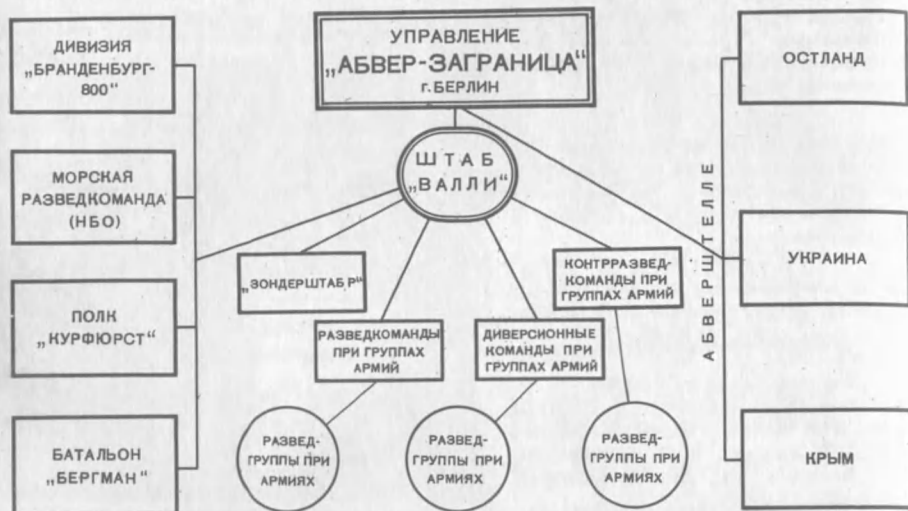 УПРАВЛЕНИЕ
„АБВЕР-ЗАГРАНИЦА“
г. БЕРЛИН
ШТАБ
„ВАЛЛИ“
ДИВИЗИЯ
„БРАНДЕНБУРГ-
800“
МОРСКАЯ
РАЗВЕДКОМАНДА
(НБО)
ПОЛК
„КУРФЮРСТ“
БАТАЛЬОН
„БЕРГМАН“
„ЗОНДЕРШТАБ Р“
РАЗВЕДКОМАНДЫ
ПРИ ГРУППАХ
АРМИЙ
ДИВЕРСИОННЫЕ
КОМАНДЫ ПРИ
ГРУППАХ АРМИЙ
КОНТРРАЗВЕД-
КОМАНДЫ ПРИ
ГРУППАХ АРМИЙ
РАЗВЕД-
ГРУППЫ ПРИ
АРМИЯХ
РАЗВЕД-
ГРУППЫ ПРИ
АРМИЯХ
РАЗВЕД-
ГРУППЫ ПРИ
АРМИЯХ
АБВЕРШТЕЛЛЕ
ОСТЛАНД
УКРАИНА
КРЫМ